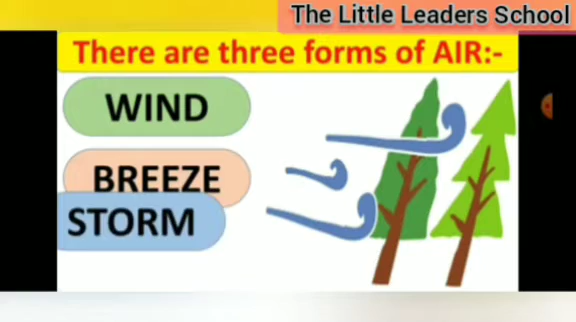 The Little Leaders School
There are three forms of AIR:-
WIND
BREEZE
STORM